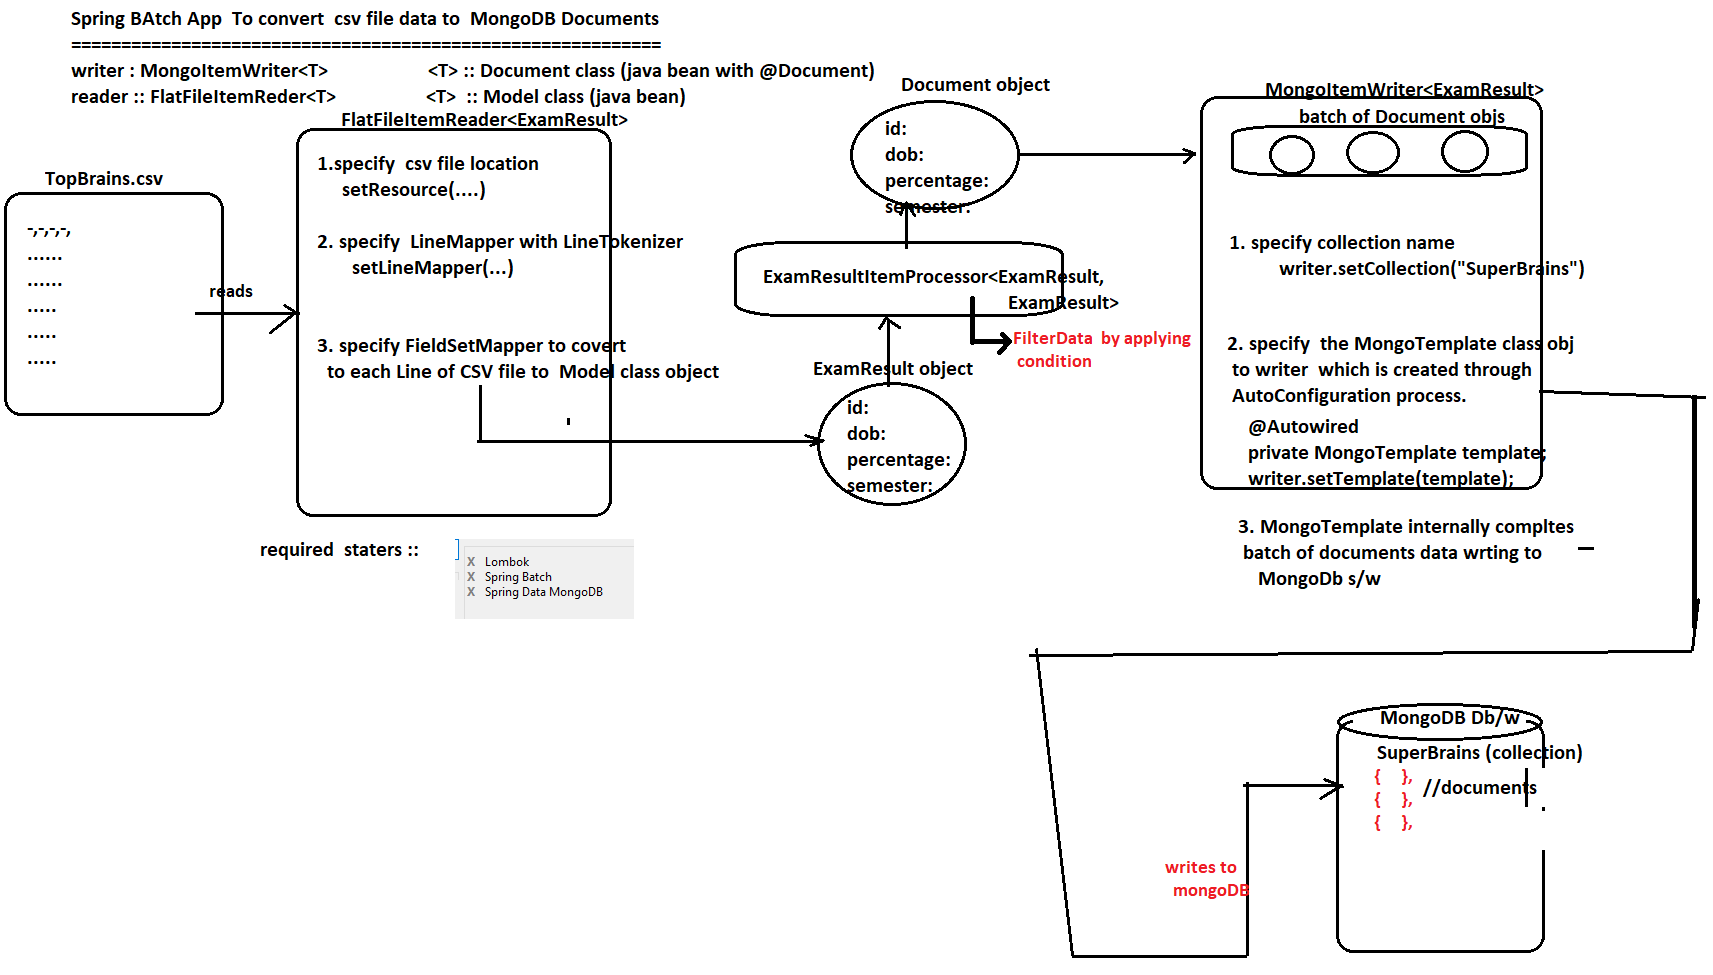 Spring BAtch App  To convert  csv file data to  MongoDB Documents
===========================================================
writer : MongoItemWriter<T>                    <T> :: Document class (java bean with @Document)
reader :: FlatFileItemReder<T>                  <T>  :: Model class (java bean)
FlatFileItemReader<ExamResult>
1.specify  csv file location
setResource(....)
2. specify  LineMapper with LineTokenizer
setLineMapper(...)
3. specify FieldSetMapper to covert
to each Line of CSV file to  Model class object
TopBrains.csv
-,-,-,-,
......
......
.....
.....
.....
reads
required  staters ::
X Lombok
X Spring Batch
X Spring Data MongoDB
Document object
id:
dob:
percentage:
semester:
ExamResultItemProcessor<ExamResult,
ExamResult>
FilterData  by applying
condition
ExamResult object
id:
dob:
percentage:
semester:
MongoItemWriter<ExamResult>
batch of Document objs
1. specify collection name
writer.setCollection("SuperBrains")
2. specify  the MongoTemplate class obj
to writer  which is created through
AutoConfiguration process.
@Autowired
private MongoTemplate template;
writer.setTemplate(template);
3. MongoTemplate internally compltes
batch of documents data wrting to
MongoDb s/w
MongoDB Db/w
SuperBrains (collection)
{    },
//documents
{    },
{    },
writes to
mongoDB